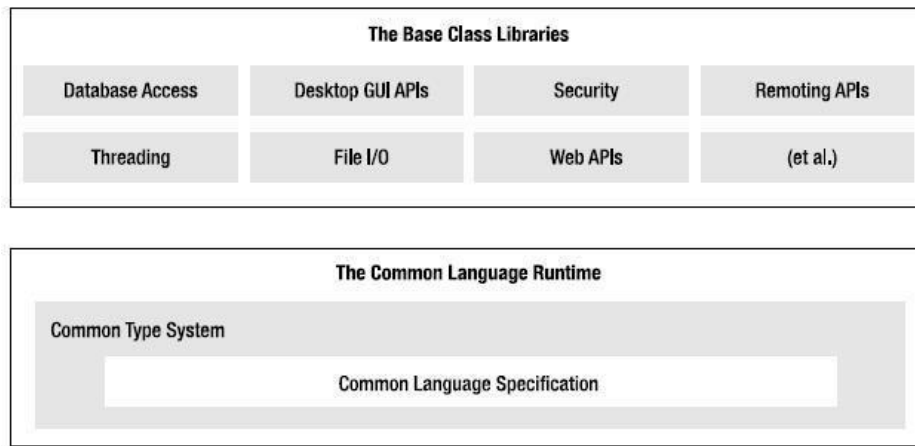 The Base Class Libraries
Database Access
Desktop GUI APIs
Security
Remoting APIs
Threading
File I/O
Web APIs
(et al.)
The Common Language Runtime
Common Type System
Common Language Specification